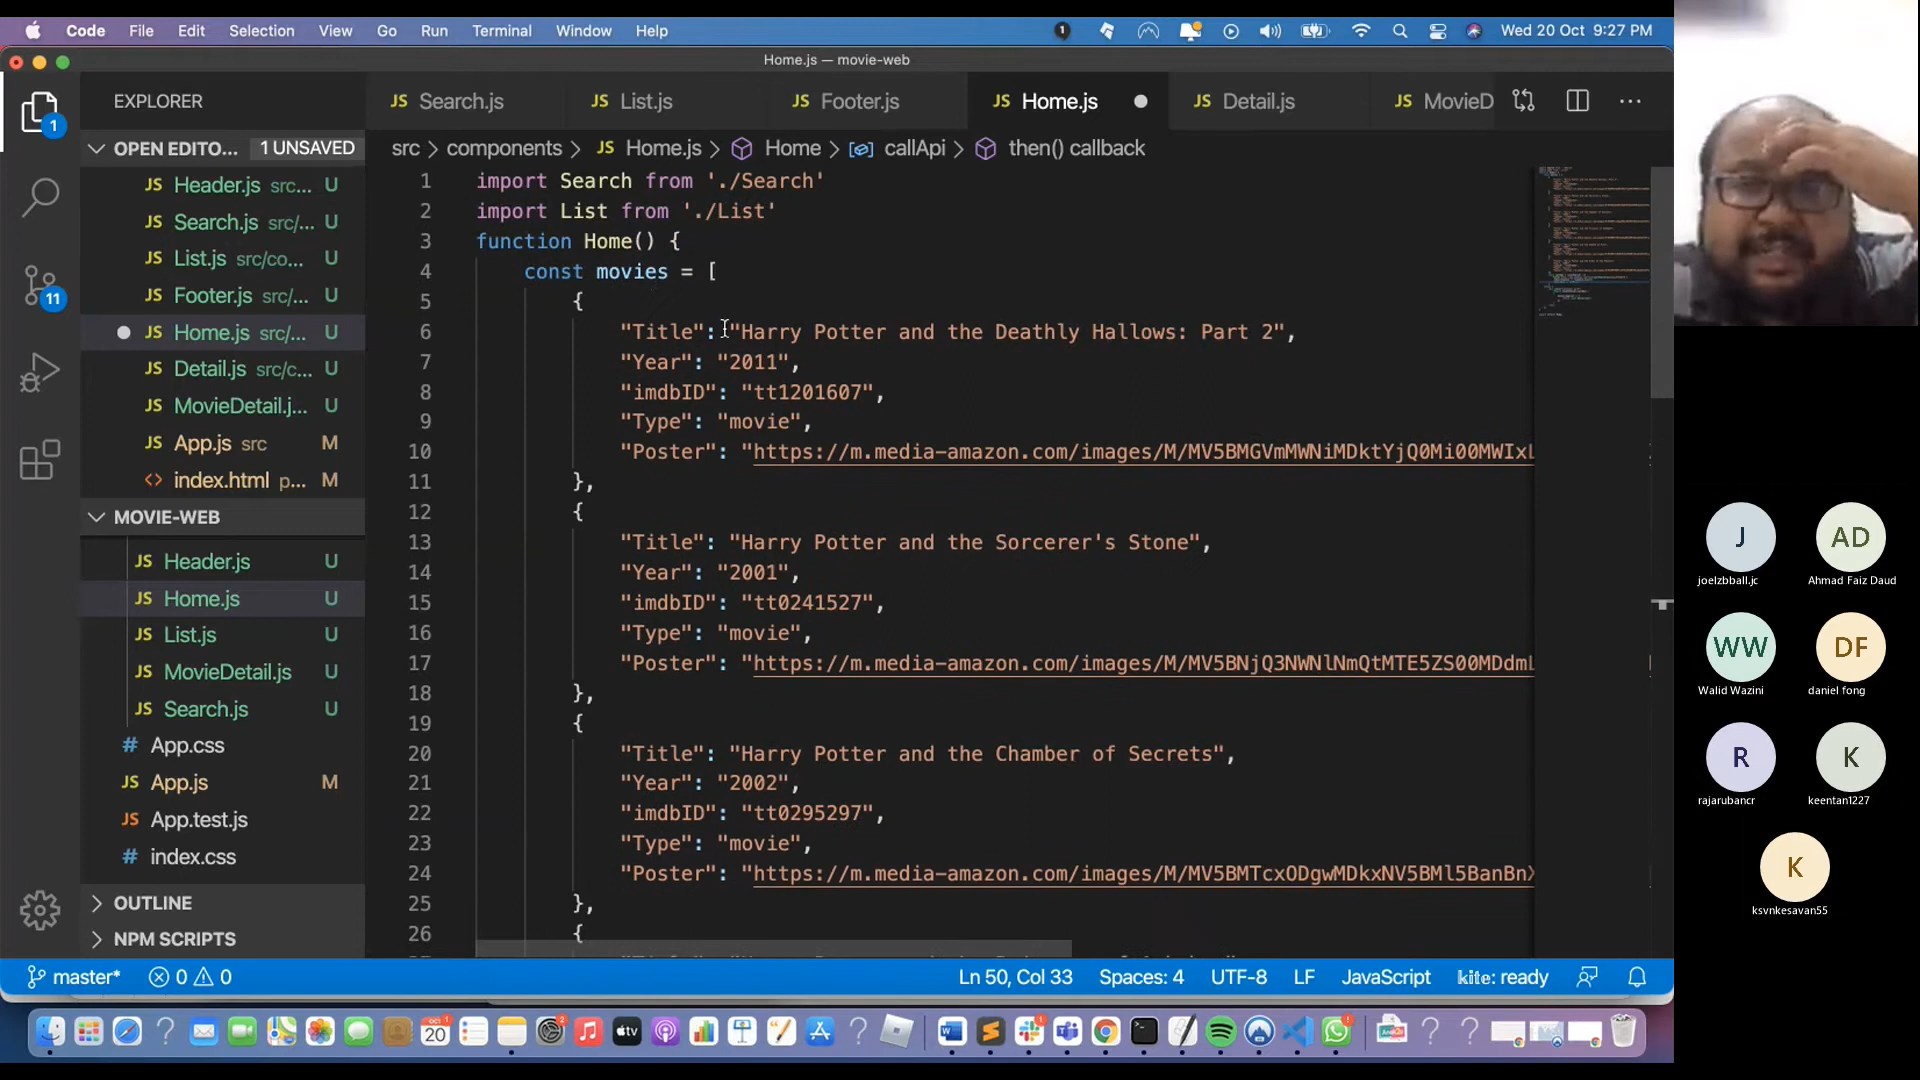 Code File Edit Selection View Go Run Terminal Window Help
1
Wed 20 Oct 9:27 PM
Home.js — movie-web
EXPLORER
JS Search.js
JS List.js
JS Footer.js
JS Home.js
JS Detail.js
JS MovieD
1
OPEN EDITO... 1 UNSAVED
JS Header.js src... U
JS Search.js src/... U
JS List.js src/co... U
JS Footer.js src/... U
JS Home.js src/... U
JS Detail.js src/c... U
JS MovieDetail.j... U
JS App.js src M
<> index.html p... M
11
MOVIE-WEB
JS Header.js U
JS Home.js U
JS List.js U
JS MovieDetail.js U
JS Search.js U
# App.css
JS App.js M
JS App.test.js
# index.css
OUTLINE
NPM SCRIPTS
src > components > JS Home.js > Home > callApi > then() callback
1 import Search from './Search'
2 import List from './List'
3 function Home() {
4 const movies = [
5 {
6 "Title": "Harry Potter and the Deathly Hallows: Part 2",
7 "Year": "2011",
8 "imdbID": "tt1201607",
9 "Type": "movie",
10 "Poster": "https://m.media-amazon.com/images/M/MV5BMGVmMWNiMDktYjQ0Mi00MWIxL
11 },
12 {
13 "Title": "Harry Potter and the Sorcerer's Stone",
14 "Year": "2001",
15 "imdbID": "tt0241527",
16 "Type": "movie",
17 "Poster": "https://m.media-amazon.com/images/M/MV5BNjQ3NWNlNmQtMTE5ZS00MDdmL
18 },
19 {
20 "Title": "Harry Potter and the Chamber of Secrets",
21 "Year": "2002",
22 "imdbID": "tt0295297",
23 "Type": "movie",
24 "Poster": "https://m.media-amazon.com/images/M/MV5BMTcxODgwMDkxNV5BMl5BanBnX
25 },
26 {
master* 0 0
Ln 50, Col 33 Spaces: 4 UTF-8 LF JavaScript kite: ready
OCT
20
tv
J
joelzbball.jc
AD
Ahmad Faiz Daud
WW
Walid Wazini
DF
daniel fong
R
rajarubancr
K
keentan1227
K
ksvnkesavan55